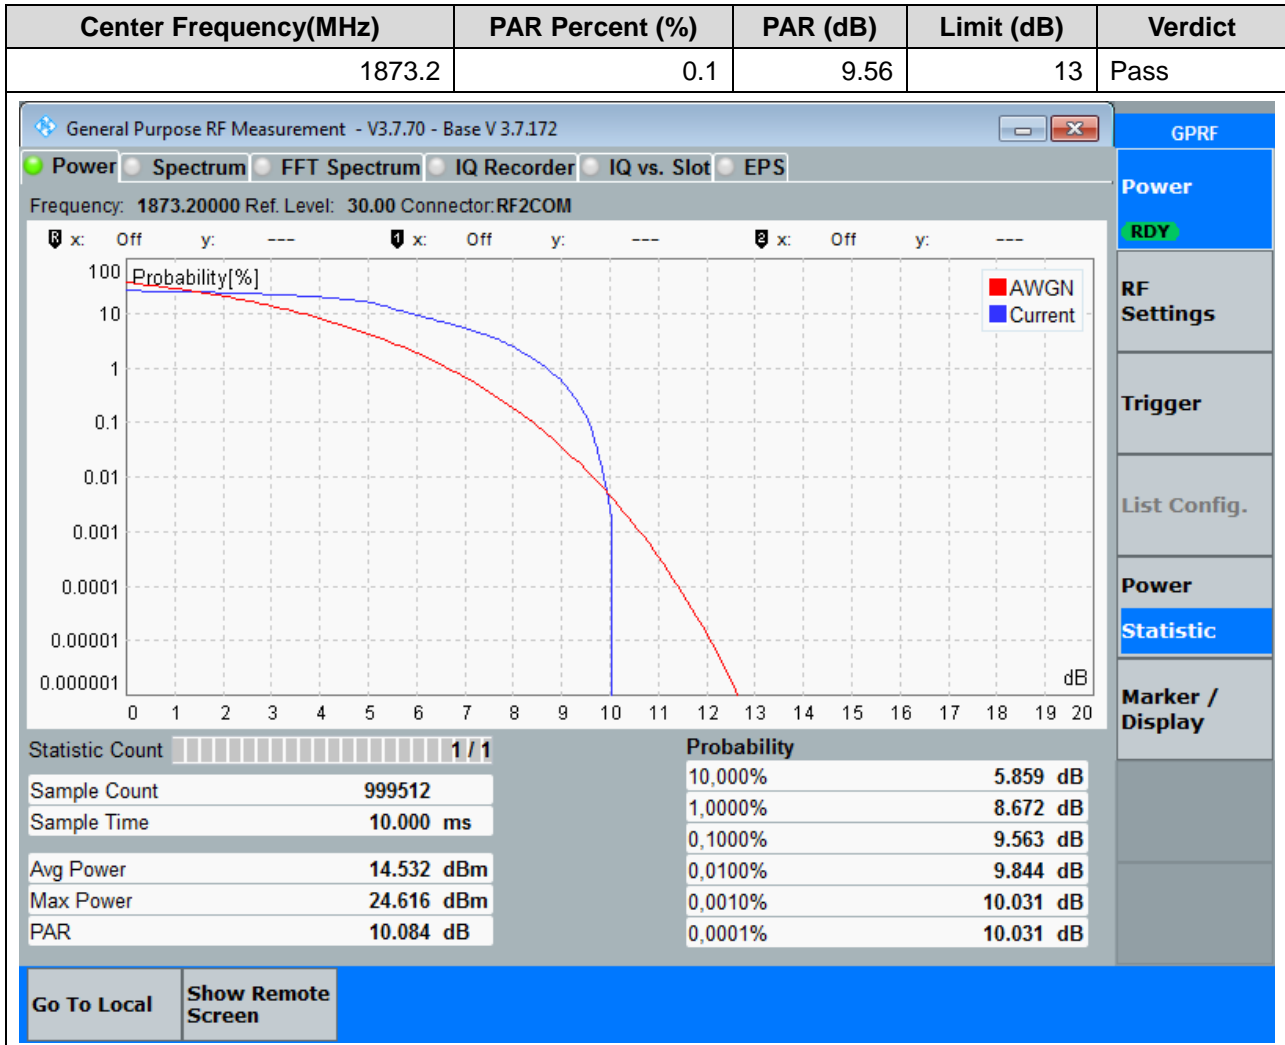 Center Frequency(MHz) PAR Percent (%) PAR (dB) Limit (dB) Verdict
1873.2 0.1 9.56 13 Pass
General Purpose RF Measurement - V3.7.70 - Base V 3.7.172
GPRF
Power Spectrum FFT Spectrum IQ Recorder IQ vs. Slot EPS
Power
RDY
Frequency: 1873.20000 Ref. Level: 30.00 Connector:RF2COM
R x: Off y: --- 1 x: Off y: --- 2 x: Off y: ---
Probability[%]
AWGN
Current
100
10
1
0.1
0.01
0.001
0.0001
0.00001
0.000001
dB
0 1 2 3 4 5 6 7 8 9 10 11 12 13 14 15 16 17 18 19 20
RF
Settings
Trigger
List Config.
Power
Statistic
Marker /
Display
Statistic Count 1 / 1
Sample Count 999512
Sample Time 10.000 ms
Avg Power 14.532 dBm
Max Power 24.616 dBm
PAR 10.084 dB
Probability
10,000% 5.859 dB
1,0000% 8.672 dB
0,1000% 9.563 dB
0,0100% 9.844 dB
0,0010% 10.031 dB
0,0001% 10.031 dB
Go To Local
Show Remote
Screen